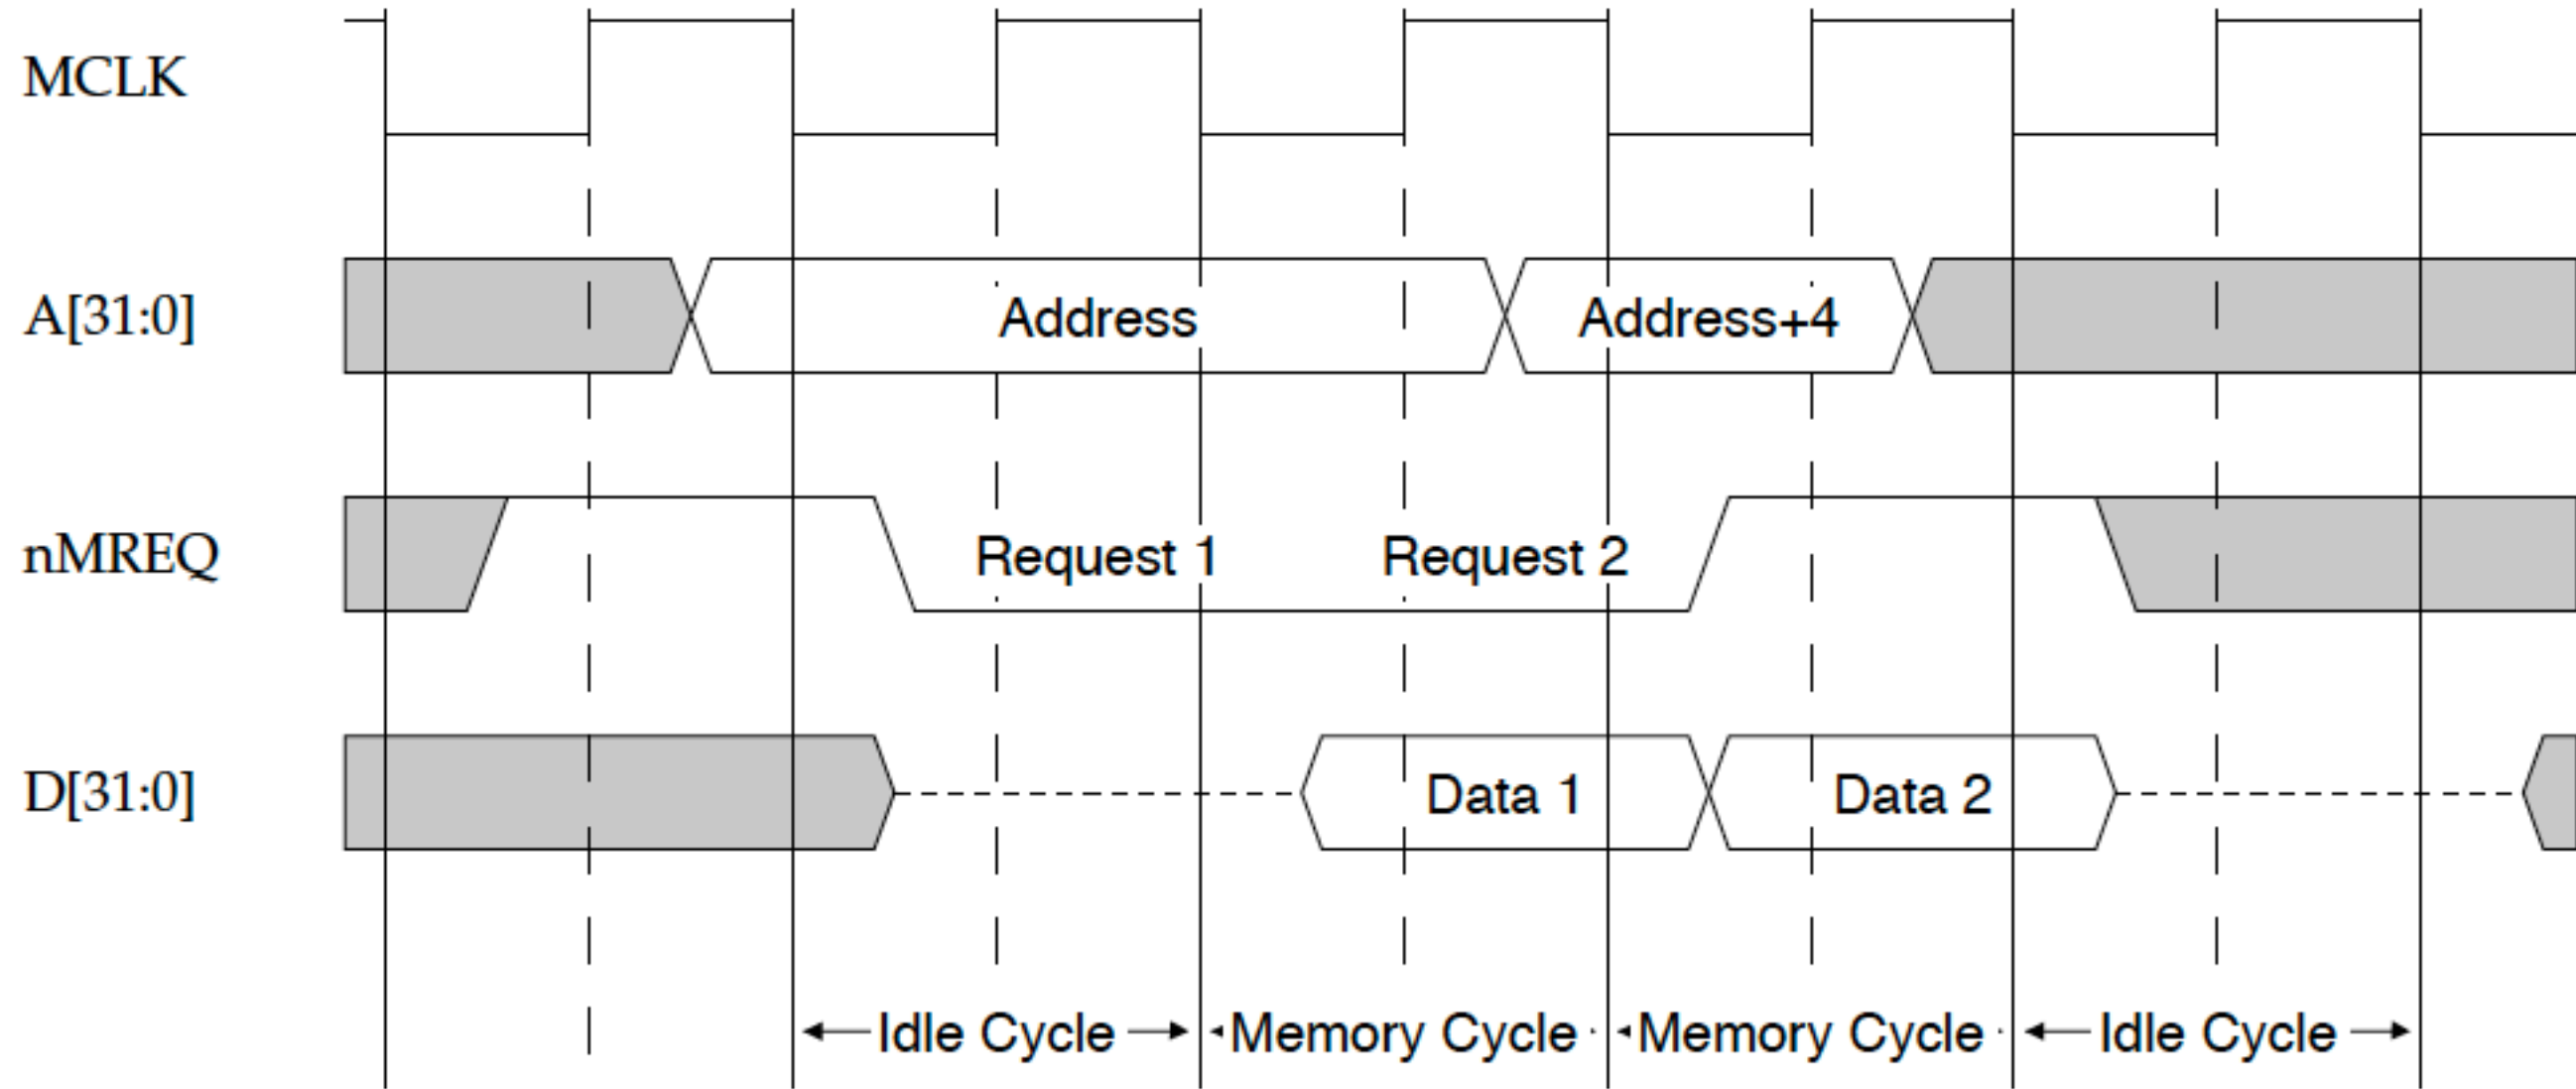 MCLK
A[31:0]
Address
Address+4
nMREQ
Request 1
Request 2
D[31:0]
Data 1
Data 2
Idle Cycle
Memory Cycle
Memory Cycle
Idle Cycle